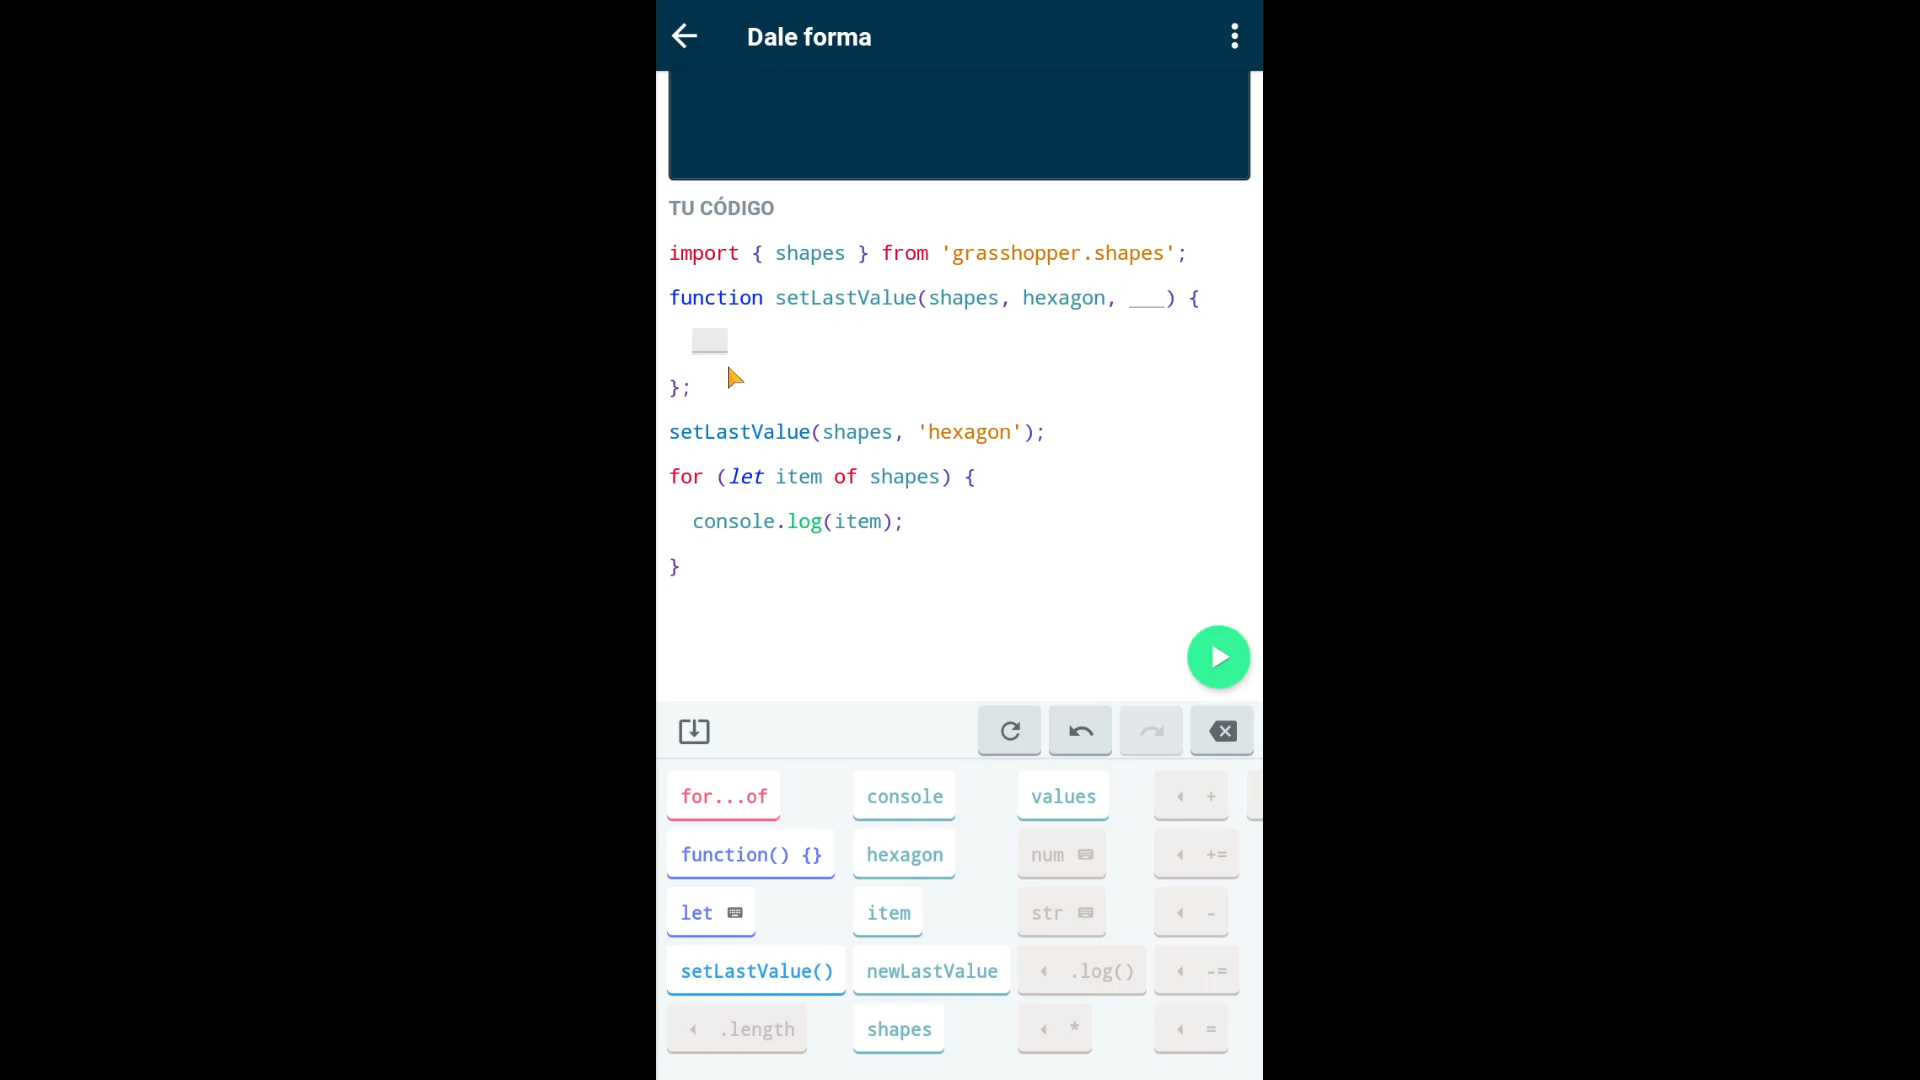 Dale forma
TU CÓDIGO
import { shapes } from 'grasshopper.shapes';
function setLastValue(shapes, hexagon, ___) {
___
};
setLastValue(shapes, 'hexagon');
for (let item of shapes) {
console.log(item);
}
for...of console values +
function() {} hexagon num +=
let item str -
setLastValue() newLastValue .log() -=
.length shapes * =